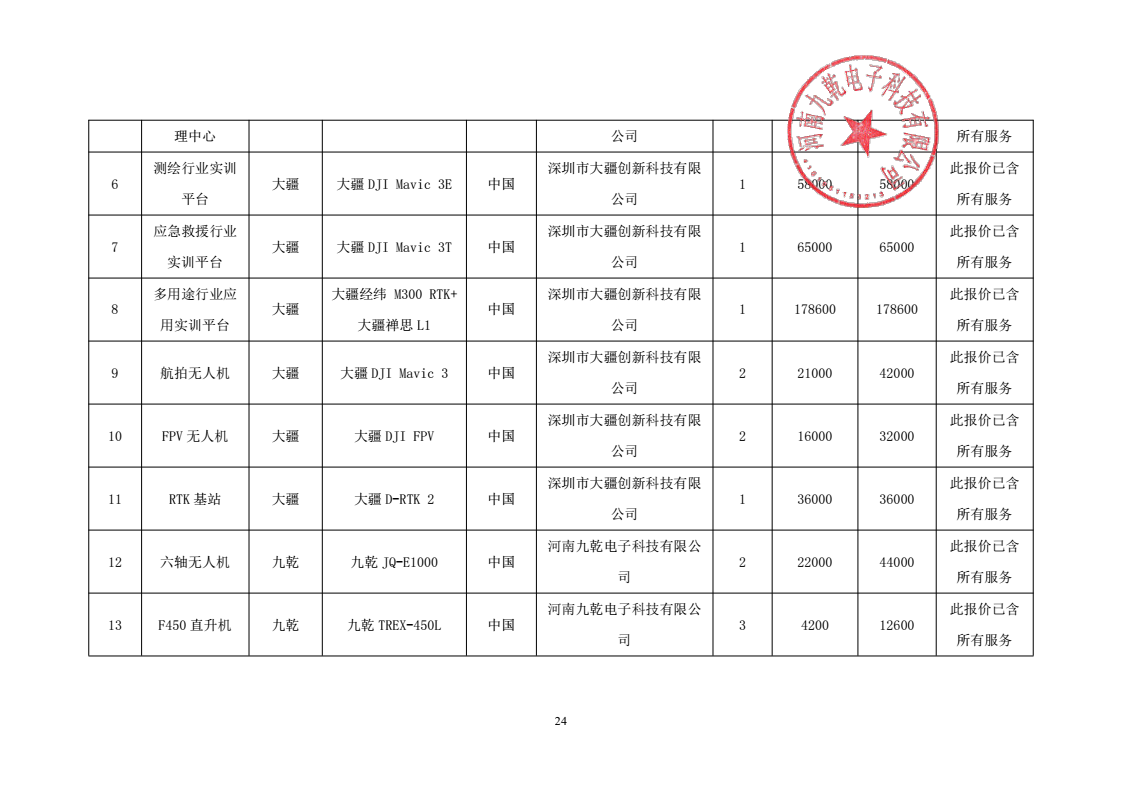 河南九乾电子科技有限公司
理中心 公司 所有服务
测绘行业实训 深圳市大疆创新科技有限 此报价已含
6 大疆 大疆 DJI Mavic 3E 中国 1 58000 58000
平台 公司 所有服务
应急救援行业 深圳市大疆创新科技有限 此报价已含
7 大疆 大疆 DJI Mavic 3T 中国 1 65000 65000
实训平台 公司 所有服务
多用途行业应 大疆经纬 M300 RTK+ 深圳市大疆创新科技有限 此报价已含
8 大疆 中国 1 178600 178600
用实训平台 大疆禅思 L1 公司 所有服务
深圳市大疆创新科技有限 此报价已含
9 航拍无人机 大疆 大疆 DJI Mavic 3 中国 2 21000 42000
公司 所有服务
深圳市大疆创新科技有限 此报价已含
10 FPV 无人机 大疆 大疆 DJI FPV 中国 2 16000 32000
公司 所有服务
深圳市大疆创新科技有限 此报价已含
11 RTK 基站 大疆 大疆 D-RTK 2 中国 1 36000 36000
公司 所有服务
河南九乾电子科技有限公 此报价已含
12 六轴无人机 九乾 九乾 JQ-E1000 中国 2 22000 44000
司 所有服务
河南九乾电子科技有限公 此报价已含
13 F450 直升机 九乾 九乾 TREX-450L 中国 3 4200 12600
司 所有服务
24